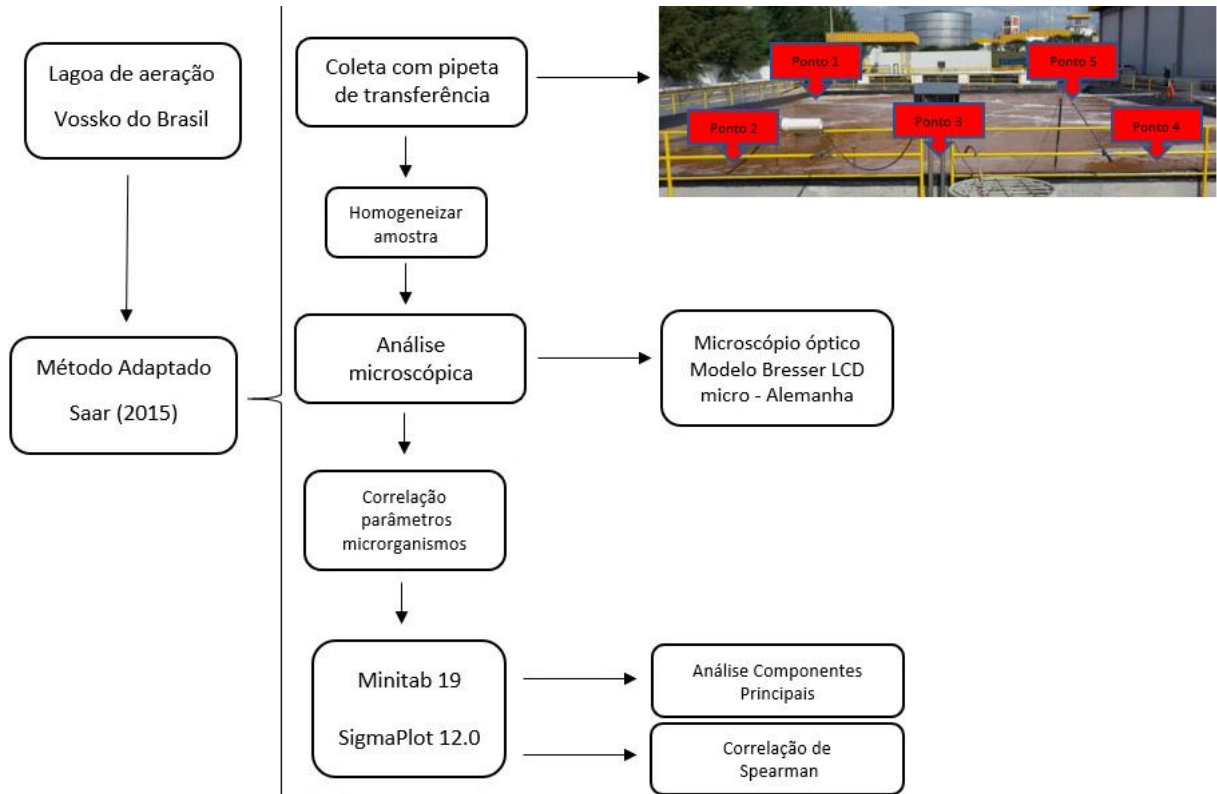 Lagoa de aeração
Vossko do Brasil
Método Adaptado
Saar (2015)
Coleta com pipeta
de transferência
Ponto 1
Ponto 5
Ponto 2
Ponto 3
Ponto 4
Homogeneizar
amostra
Análise
microscópica
Microscópio óptico
Modelo Bresser LCD
micro - Alemanha
Correlação
parâmetros
microrganismos
Minitab 19
SigmaPlot 12.0
Análise Componentes
Principais
Correlação de
Spearman